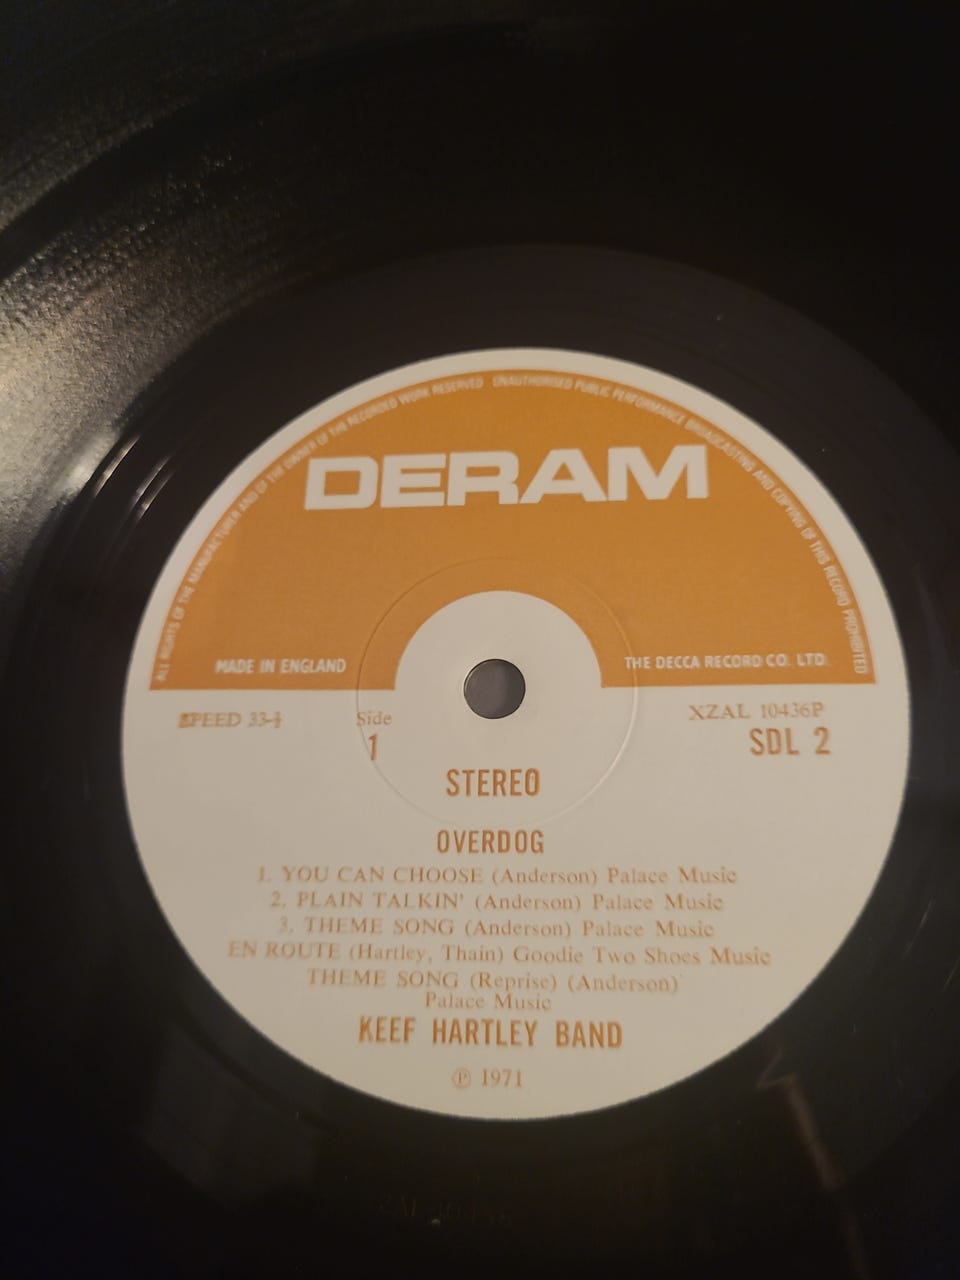 ALL RIGHTS OF THE MANUFACTURER AND OF THE OWNER OF THE RECORDED WORK RESERVED UNAUTHORISED PUBLIC PERFORMANCE BROADCASTING AND COPYING OF THIS RECORD PROHIBITED
DERAM
MADE IN ENGLAND
THE DECCA RECORD CO. LTD.
SPEED 33⅓
Side
1
XZAL 10436P
SDL 2
STEREO
OVERDOG
1. YOU CAN CHOOSE (Anderson) Palace Music
2. PLAIN TALKIN' (Anderson) Palace Music
3. THEME SONG (Anderson) Palace Music
EN ROUTE (Hartley, Thain) Goodie Two Shoes Music
THEME SONG (Reprise) (Anderson)
Palace Music
KEEF HARTLEY BAND
℗ 1971